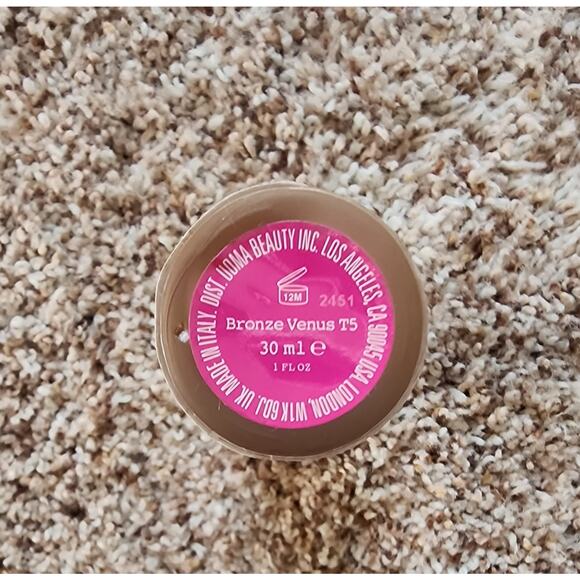 MADE IN ITALY. DIST. UOMA BEAUTY INC. LOS ANGELES, CA 90045 USA. LONDON, W1K 6DJ. UK.
12M
2451
Bronze Venus T5
30 ml e
1 FL OZ